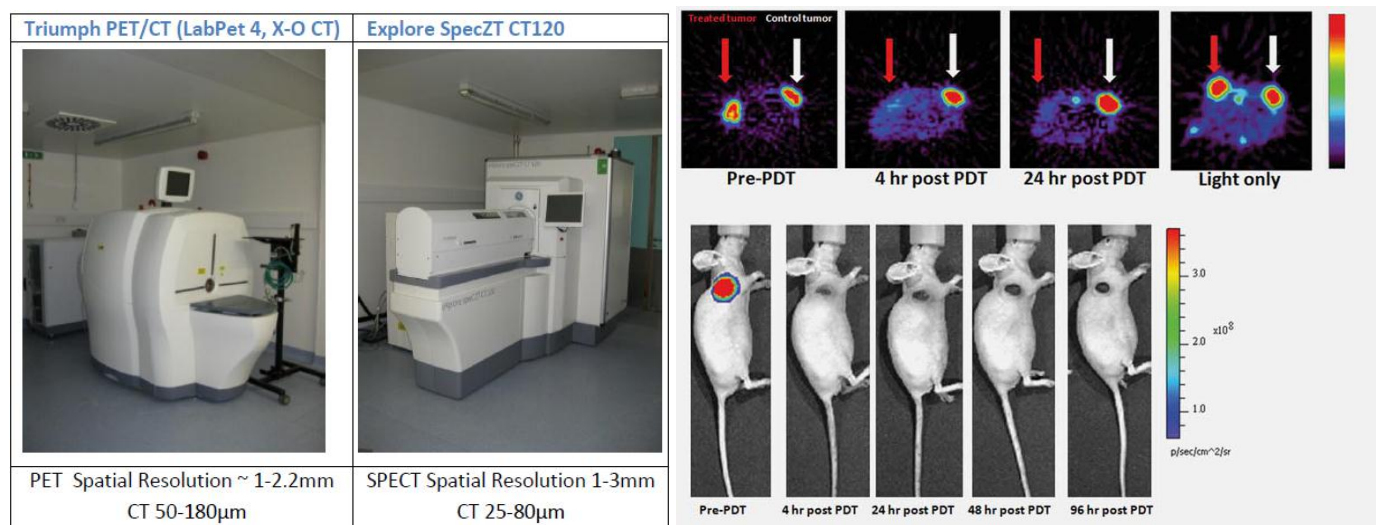 Triumph PET/CT (LabPet 4, X-O CT)
Explore SpecZT CT120
PET Spatial Resolution ~ 1-2.2mm
CT 50-180µm
SPECT Spatial Resolution 1-3mm
CT 25-80µm
Treated tumor
Control tumor
Pre-PDT
4 hr post PDT
24 hr post PDT
Light only
3.0
x10⁸
2.0
1.0
p/sec/cm^2/sr
Pre-PDT
4 hr post PDT
24 hr post PDT
48 hr post PDT
96 hr post PDT